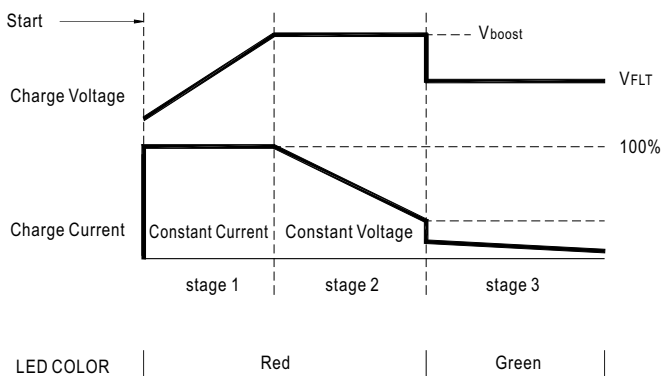 Start
Vboost
Charge Voltage
VFLT
100%
Charge Current
Constant Current
Constant Voltage
stage 1
stage 2
stage 3
LED COLOR
Red
Green